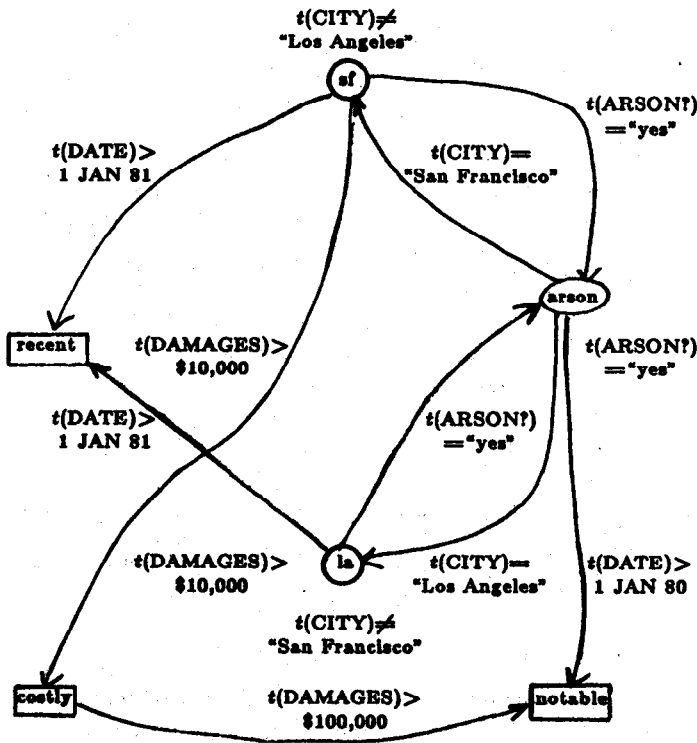 t(CITY)≠
"Los Angeles"
sf
t(ARSON?)
="yes"
t(DATE)>
1 JAN 81
t(CITY)=
"San Francisco"
arson
recent
t(DAMAGES)>
$10,000
t(ARSON?)
="yes"
t(DATE)>
1 JAN 81
t(ARSON?)
="yes"
t(DAMAGES)>
$10,000
la
t(CITY)=
"Los Angeles"
t(DATE)>
1 JAN 80
t(CITY)≠
"San Francisco"
costly
t(DAMAGES)>
$100,000
notable